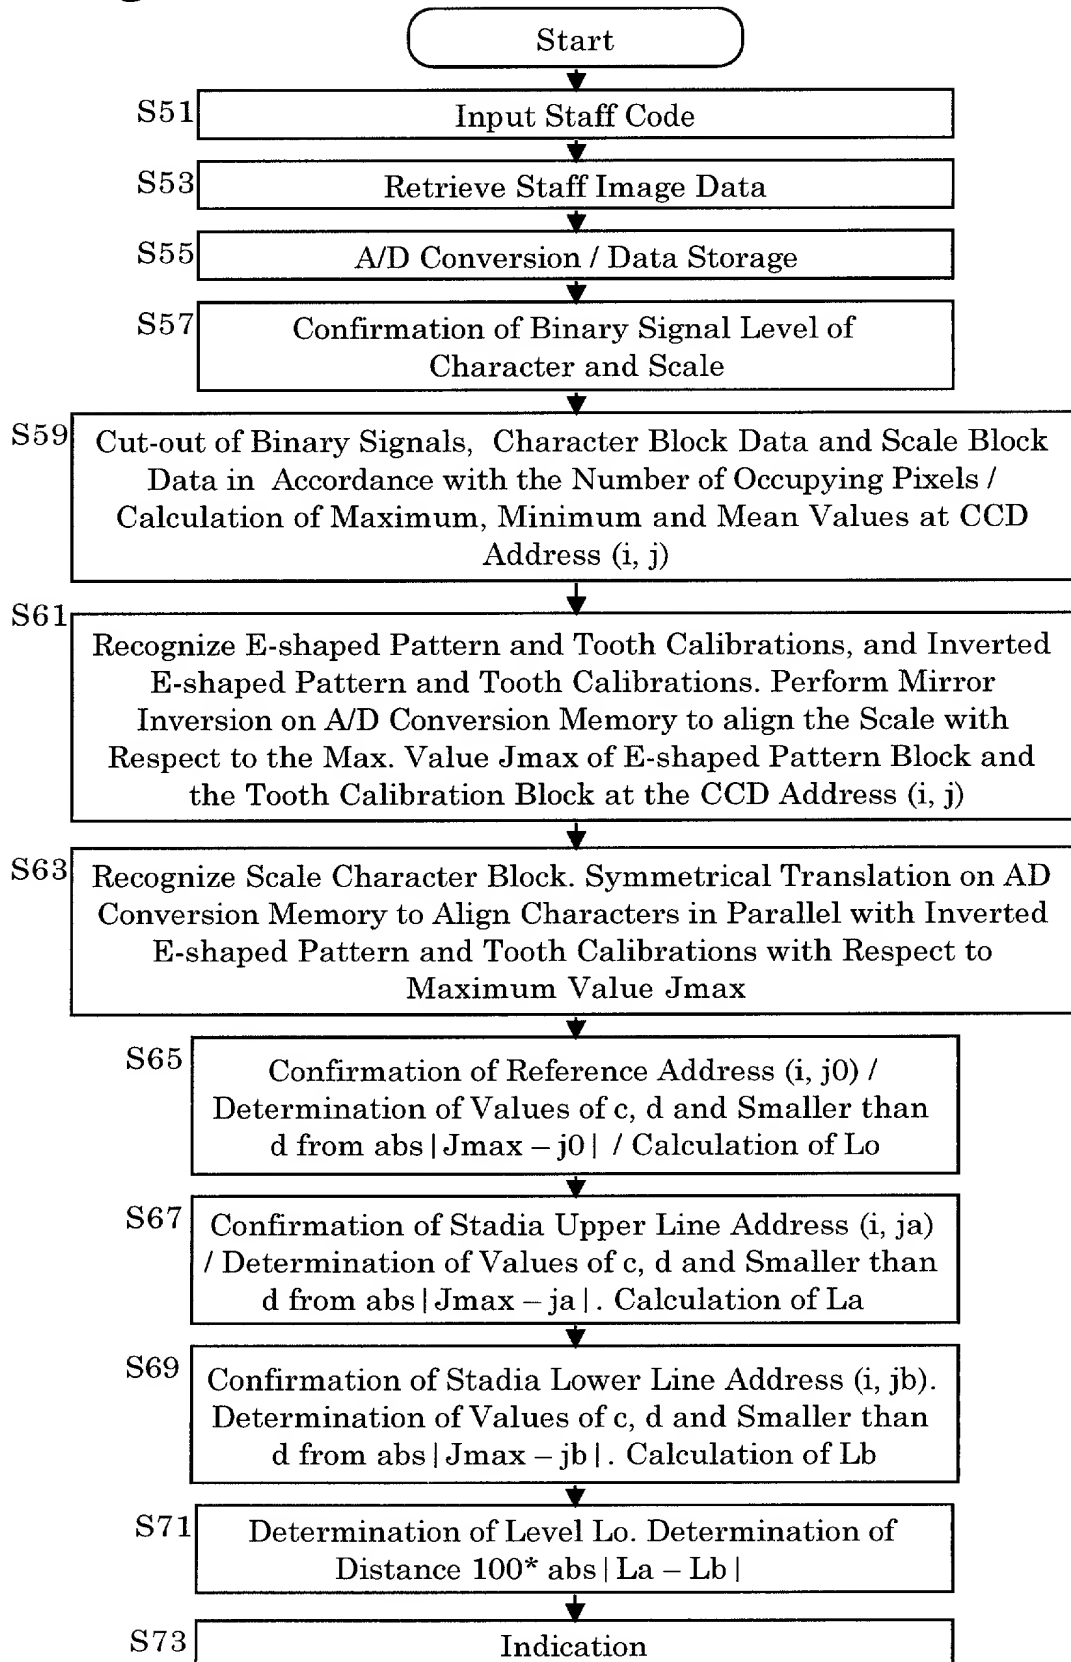 Start
S51
Input Staff Code
S53
Retrieve Staff Image Data
S55
A/D Conversion / Data Storage
S57
Confirmation of Binary Signal Level of
Character and Scale
S59
Cut-out of Binary Signals, Character Block Data and Scale Block
Data in Accordance with the Number of Occupying Pixels /
Calculation of Maximum, Minimum and Mean Values at CCD
Address (i, j)
S61
Recognize E-shaped Pattern and Tooth Calibrations, and Inverted
E-shaped Pattern and Tooth Calibrations. Perform Mirror
Inversion on A/D Conversion Memory to align the Scale with
Respect to the Max. Value Jmax of E-shaped Pattern Block and
the Tooth Calibration Block at the CCD Address (i, j)
S63
Recognize Scale Character Block. Symmetrical Translation on AD
Conversion Memory to Align Characters in Parallel with Inverted
E-shaped Pattern and Tooth Calibrations with Respect to
Maximum Value Jmax
S65
Confirmation of Reference Address (i, j0) /
Determination of Values of c, d and Smaller than
d from abs | Jmax – j0 | / Calculation of Lo
S67
Confirmation of Stadia Upper Line Address (i, ja)
/ Determination of Values of c, d and Smaller than
d from abs | Jmax – ja | . Calculation of La
S69
Confirmation of Stadia Lower Line Address (i, jb).
Determination of Values of c, d and Smaller than
d from abs | Jmax – jb | . Calculation of Lb
S71
Determination of Level Lo. Determination of
Distance 100* abs | La – Lb |
S73
Indication